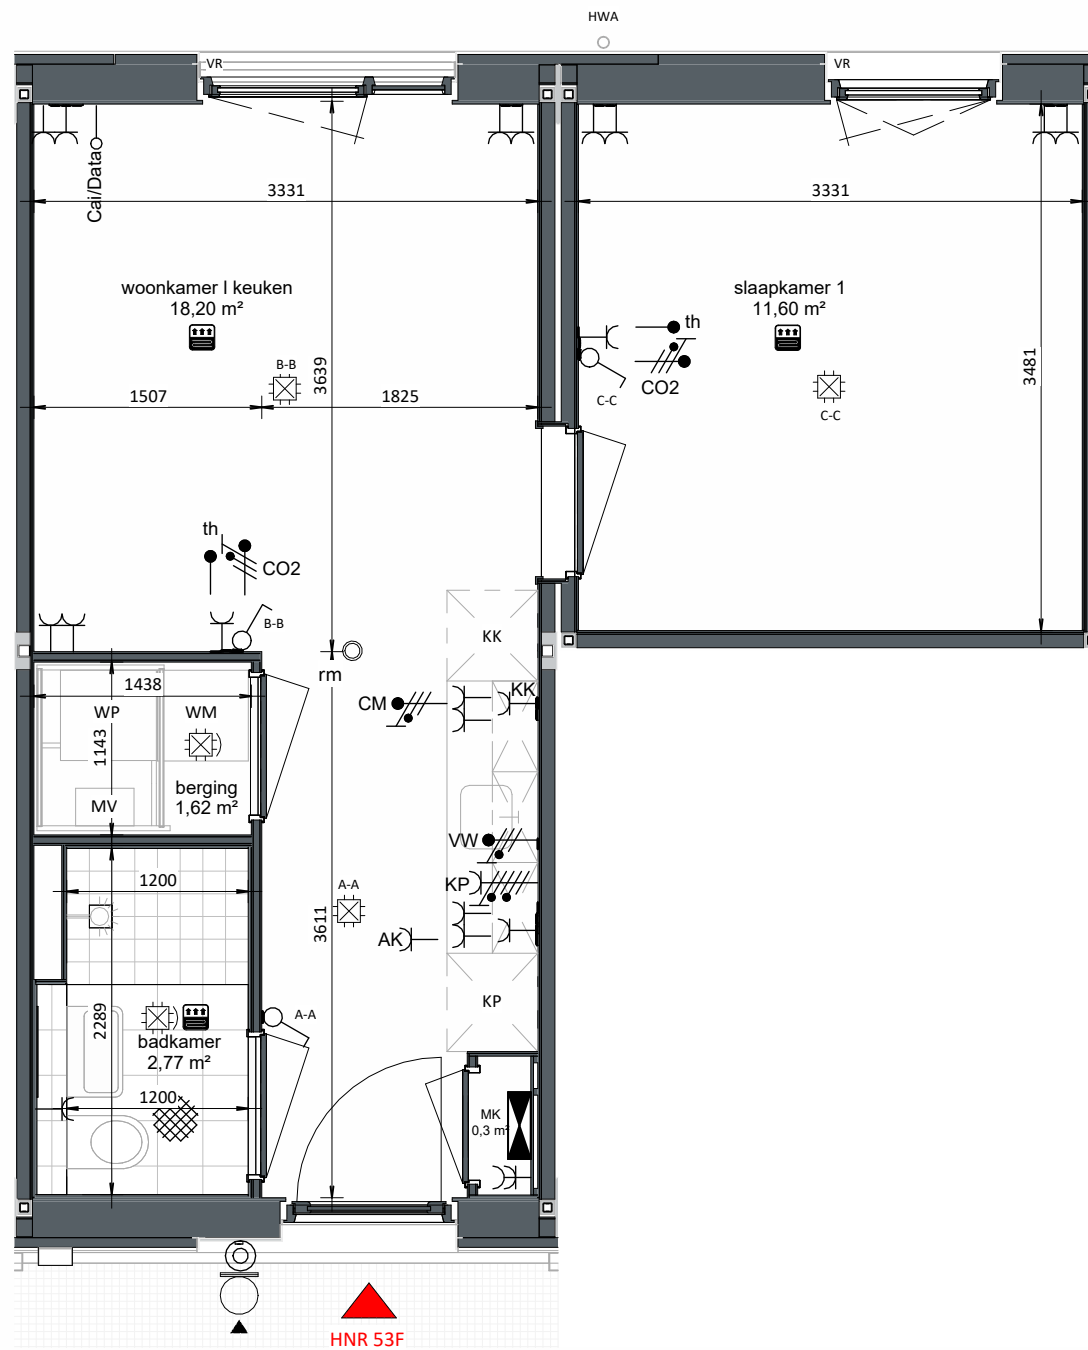 HWA
VR
VR
Cai/Data
3331
3331
woonkamer I keuken
18,20 m²
slaapkamer 1
11,60 m²
th
CO2
C-C
C-C
B-B
3639
3481
1507
1825
th
CO2
B-B
rm
KK
KK
CM
1438
WP
WM
1143
berging
1,62 m²
MV
VW
KP
1200
A-A
3611
AK
KP
2289
A-A
badkamer
2,77 m²
1200
MK
0,3 m²
HNR 53F